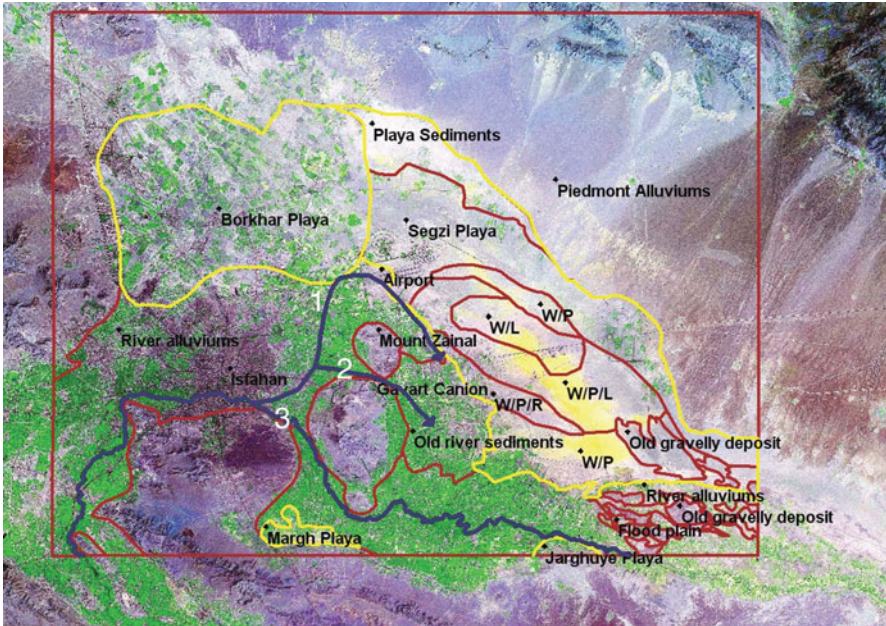 Playa Sediments
Piedmont Alluviums
Borkhar Playa
Segzi Playa
Airport
1
W/P
W/L
River alluviums
Mount Zainal
Isfahan
2
Gavart Canion
W/P/L
W/P/R
3
Old river sediments
Old gravelly deposit
W/P
River alluviums
Old gravelly deposit
Flood plain
Margh Playa
Jarghuye Playa